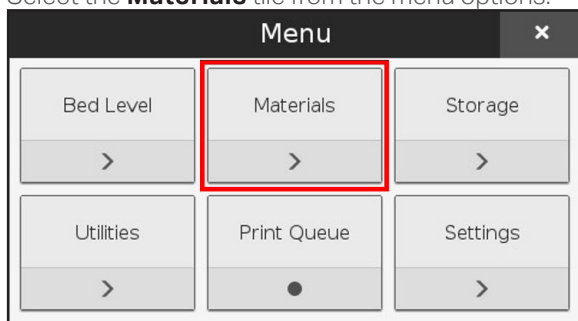 Select the Materials tile from the menu options.
Menu ×
Bed Level Materials Storage
> > >
Utilities Print Queue Settings
> ● >